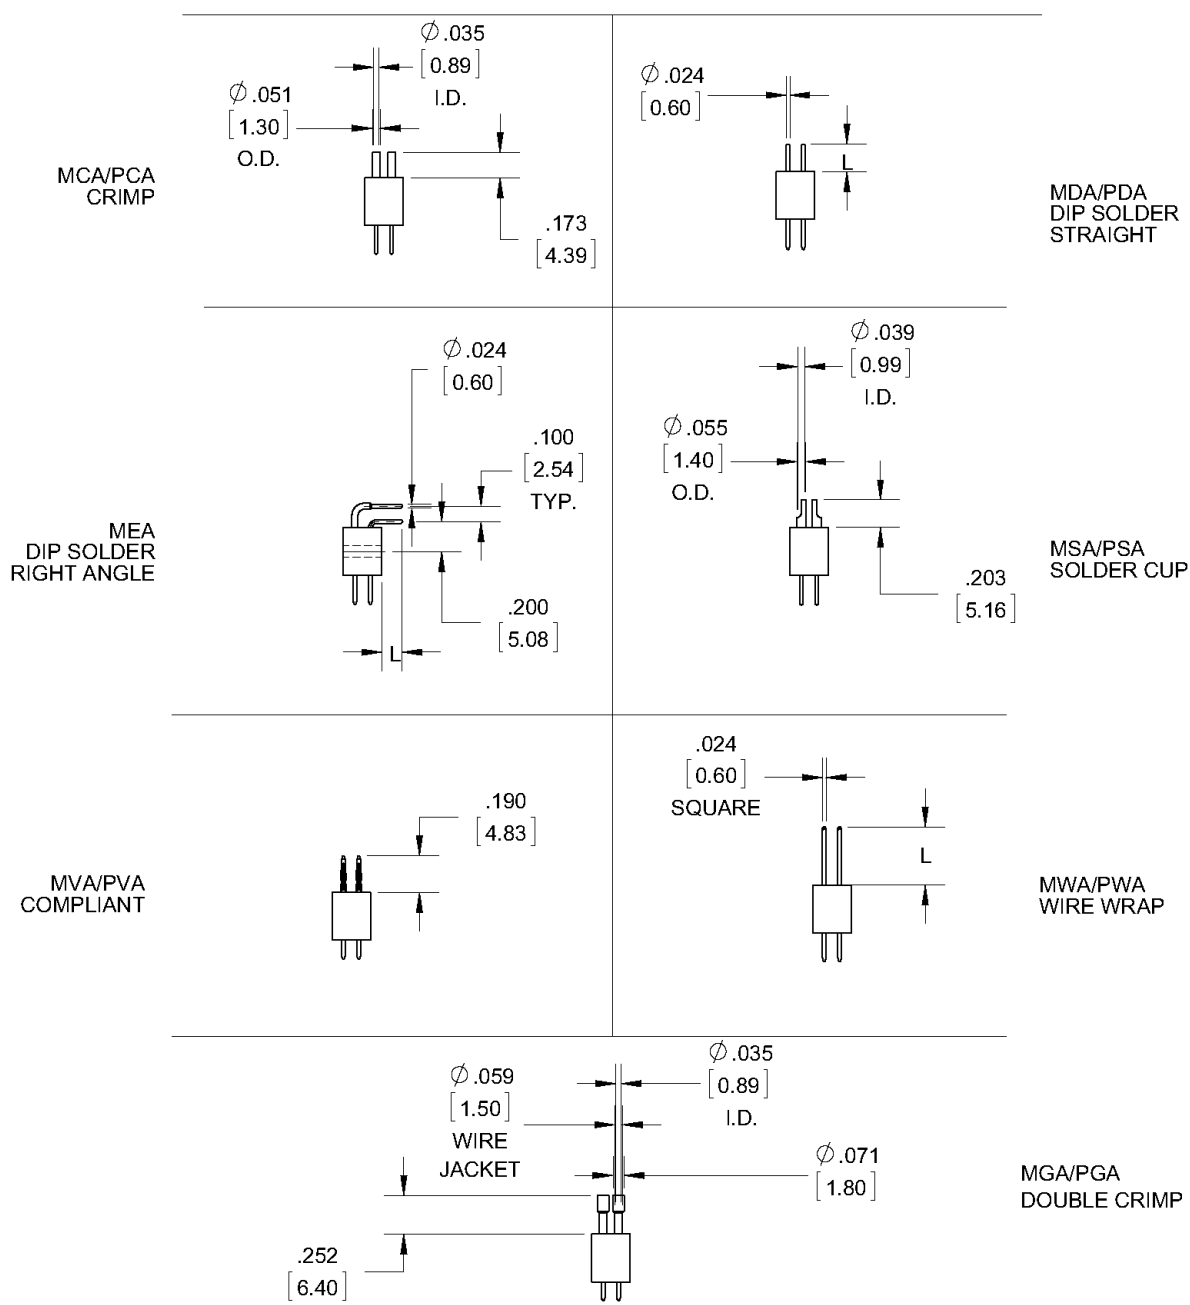 MCA/PCA
CRIMP
⌀.051
[1.30]
O.D.
⌀.035
[0.89]
I.D.
.173
[4.39]
⌀.024
[0.60]
L
MDA/PDA
DIP SOLDER
STRAIGHT
MEA
DIP SOLDER
RIGHT ANGLE
⌀.024
[0.60]
.100
[2.54]
TYP.
.200
[5.08]
L
⌀.039
[0.99]
I.D.
⌀.055
[1.40]
O.D.
.203
[5.16]
MSA/PSA
SOLDER CUP
MVA/PVA
COMPLIANT
.190
[4.83]
.024
[0.60]
SQUARE
L
MWA/PWA
WIRE WRAP
⌀.059
[1.50]
WIRE
JACKET
⌀.035
[0.89]
I.D.
⌀.071
[1.80]
.252
[6.40]
MGA/PGA
DOUBLE CRIMP